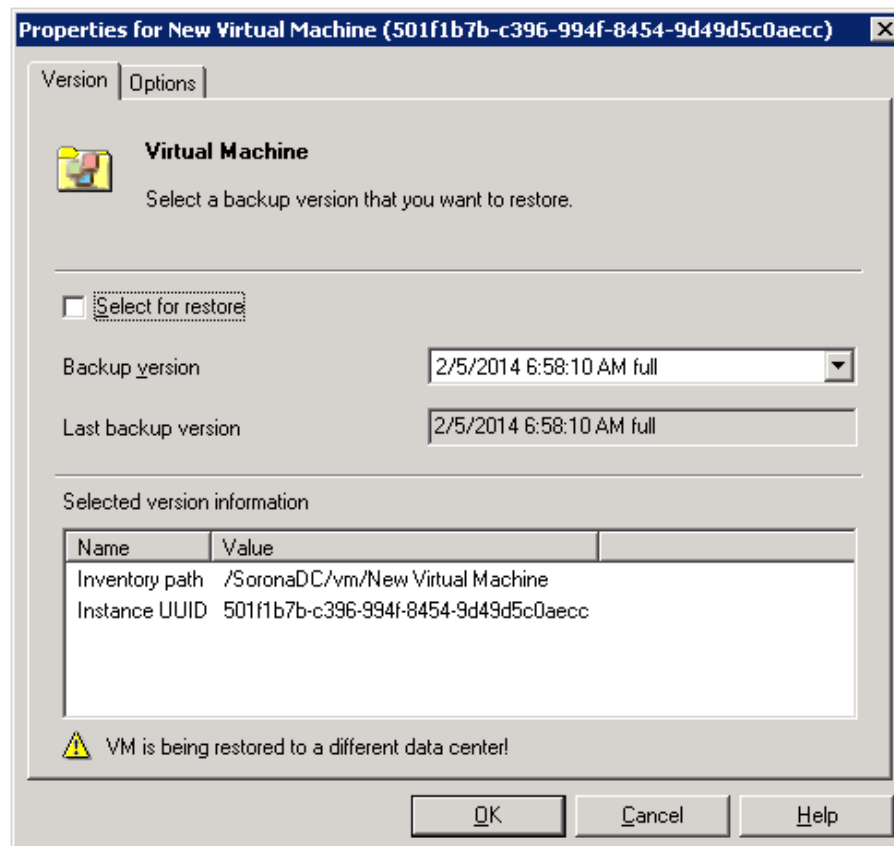 Properties for New Virtual Machine (501f1b7b-c396-994f-8454-9d49d5c0aecc)
Version Options
Virtual Machine
Select a backup version that you want to restore.
Select for restore
Backup version 2/5/2014 6:58:10 AM full
Last backup version 2/5/2014 6:58:10 AM full
Selected version information
Name Value
Inventory path /SoronaDC/vm/New Virtual Machine
Instance UUID 501f1b7b-c396-994f-8454-9d49d5c0aecc
VM is being restored to a different data center!
OK Cancel Help